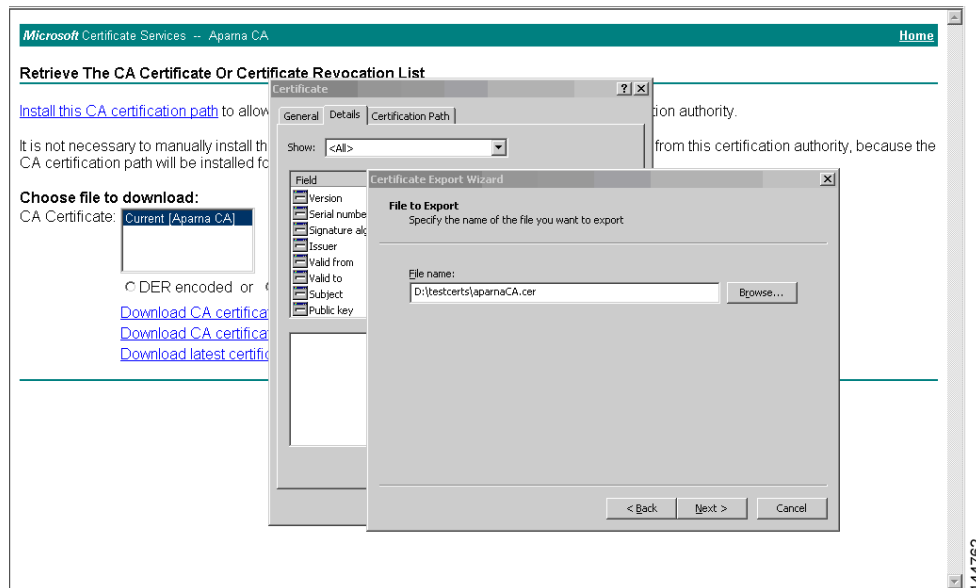 Microsoft Certificate Services -- Aparna CA Home
Retrieve The CA Certificate Or Certificate Revocation List
Install this CA certification path to allow
ion authority.
It is not necessary to manually install th
from this certification authority, because the
CA certification path will be installed fo
Choose file to download:
CA Certificate: Current [Aparna CA]
DER encoded or
Download CA certifica
Download CA certifica
Download latest certific
Certificate
General Details Certification Path
Show: <All>
Field
Version
Serial numbe
Signature alg
Issuer
Valid from
Valid to
Subject
Public key
Certificate Export Wizard
File to Export
Specify the name of the file you want to export
File name:
D:\testcerts\aparnaCA.cer Browse...
< Back Next > Cancel